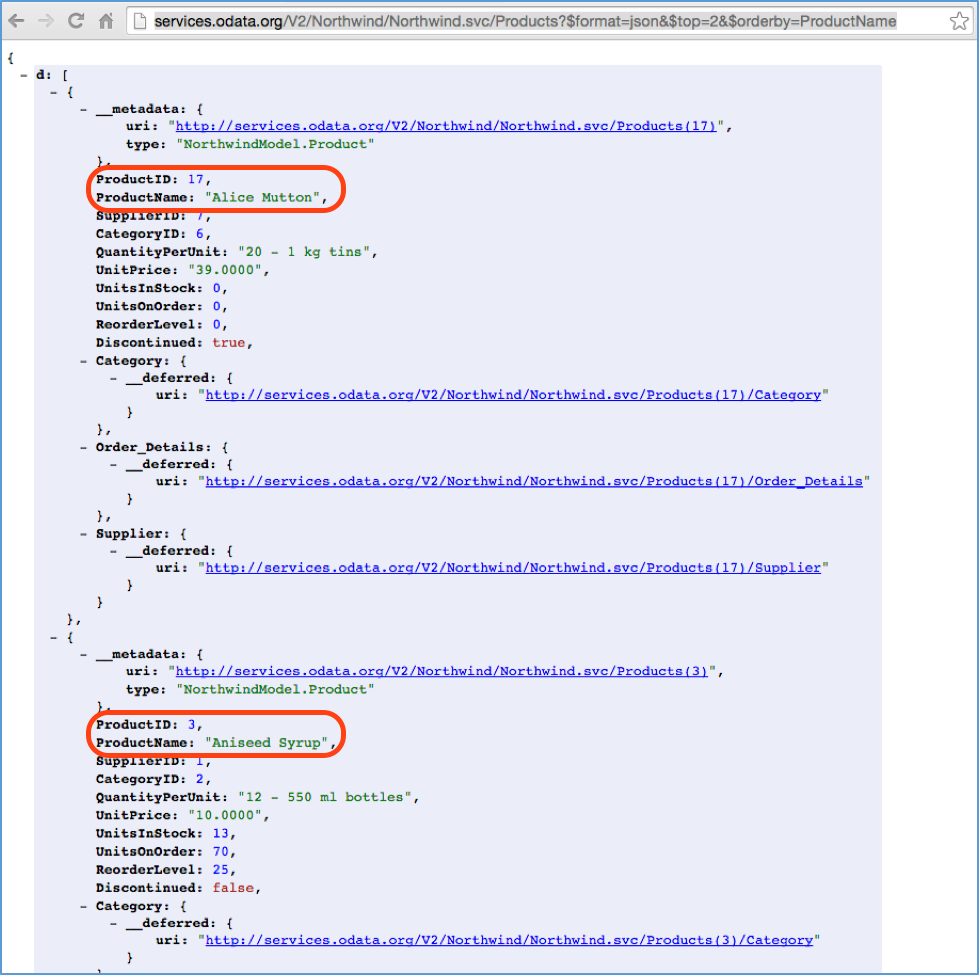 services.odata.org/V2/Northwind/Northwind.svc/Products?$format=json&$top=2&$orderby=ProductName
{
- d: [
- {
- __metadata: {
uri: "http://services.odata.org/V2/Northwind/Northwind.svc/Products(17)",
type: "NorthwindModel.Product"
},
ProductID: 17,
ProductName: "Alice Mutton",
SupplierID: 7,
CategoryID: 6,
QuantityPerUnit: "20 - 1 kg tins",
UnitPrice: "39.0000",
UnitsInStock: 0,
UnitsOnOrder: 0,
ReorderLevel: 0,
Discontinued: true,
- Category: {
- __deferred: {
uri: "http://services.odata.org/V2/Northwind/Northwind.svc/Products(17)/Category"
}
},
- Order_Details: {
- __deferred: {
uri: "http://services.odata.org/V2/Northwind/Northwind.svc/Products(17)/Order_Details"
}
},
- Supplier: {
- __deferred: {
uri: "http://services.odata.org/V2/Northwind/Northwind.svc/Products(17)/Supplier"
}
}
},
- {
- __metadata: {
uri: "http://services.odata.org/V2/Northwind/Northwind.svc/Products(3)",
type: "NorthwindModel.Product"
},
ProductID: 3,
ProductName: "Aniseed Syrup",
SupplierID: 1,
CategoryID: 2,
QuantityPerUnit: "12 - 550 ml bottles",
UnitPrice: "10.0000",
UnitsInStock: 13,
UnitsOnOrder: 70,
ReorderLevel: 25,
Discontinued: false,
- Category: {
- __deferred: {
uri: "http://services.odata.org/V2/Northwind/Northwind.svc/Products(3)/Category"
}